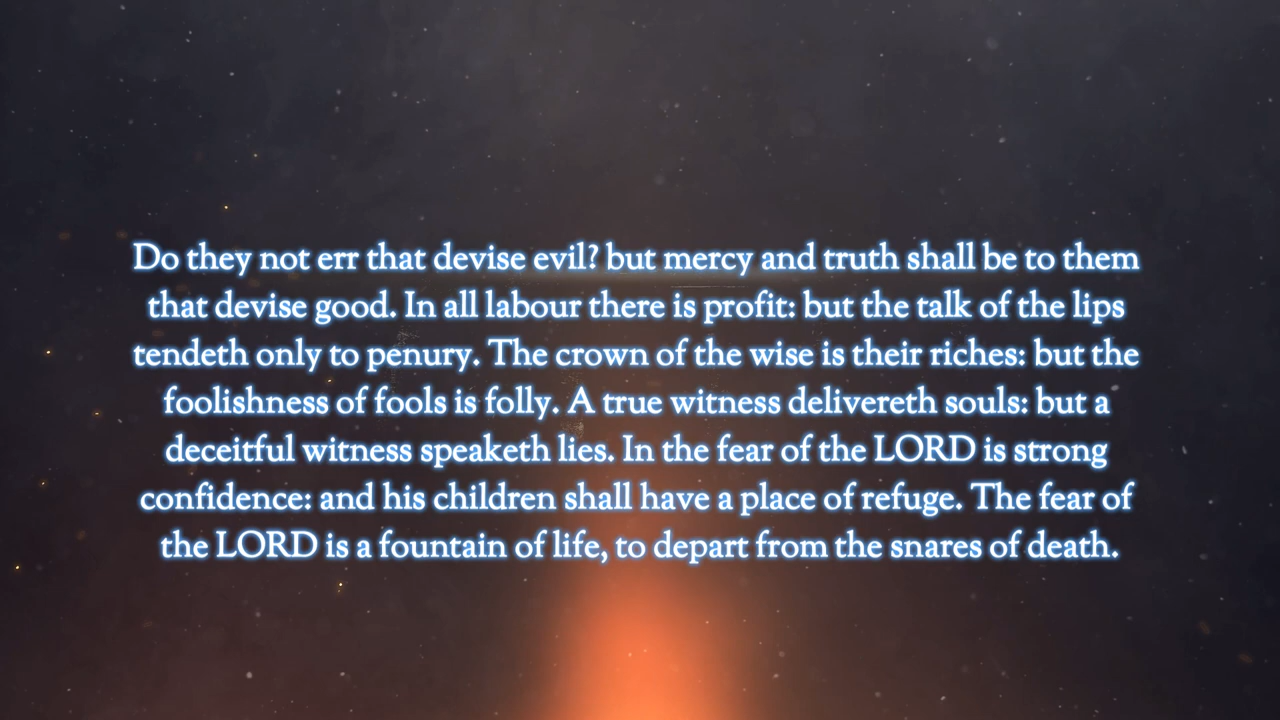 Do they not err that devise evil? but mercy and truth shall be to them
that devise good. In all labour there is profit: but the talk of the lips
tendeth only to penury. The crown of the wise is their riches: but the
foolishness of fools is folly. A true witness delivereth souls: but a
deceitful witness speaketh lies. In the fear of the LORD is strong
confidence: and his children shall have a place of refuge. The fear of
the LORD is a fountain of life, to depart from the snares of death.